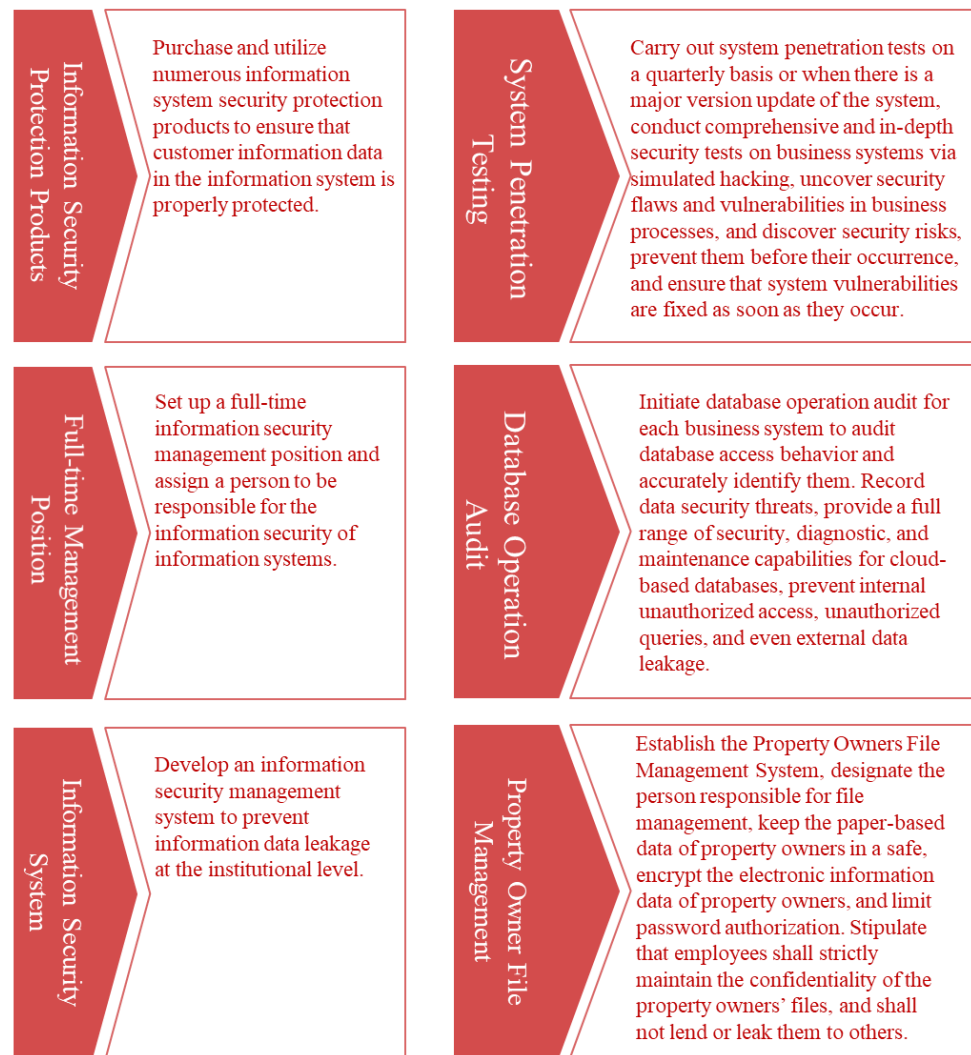 Information Security
Protection Products
Purchase and utilize
numerous information
system security protection
products to ensure that
customer information data
in the information system is
properly protected.
System Penetration
Testing
Carry out system penetration tests on
a quarterly basis or when there is a
major version update of the system,
conduct comprehensive and in-depth
security tests on business systems via
simulated hacking, uncover security
flaws and vulnerabilities in business
processes, and discover security risks,
prevent them before their occurrence,
and ensure that system vulnerabilities
are fixed as soon as they occur.
Full-time Management
Position
Set up a full-time
information security
management position and
assign a person to be
responsible for the
information security of
information systems.
Database Operation
Audit
Initiate database operation audit for
each business system to audit
database access behavior and
accurately identify them. Record
data security threats, provide a full
range of security, diagnostic, and
maintenance capabilities for cloud-
based databases, prevent internal
unauthorized access, unauthorized
queries, and even external data
leakage.
Information Security
System
Develop an information
security management
system to prevent
information data leakage
at the institutional level.
Property Owner File
Management
Establish the Property Owners File
Management System, designate the
person responsible for file
management, keep the paper-based
data of property owners in a safe,
encrypt the electronic information
data of property owners, and limit
password authorization. Stipulate
that employees shall strictly
maintain the confidentiality of the
property owners’ files, and shall
not lend or leak them to others.